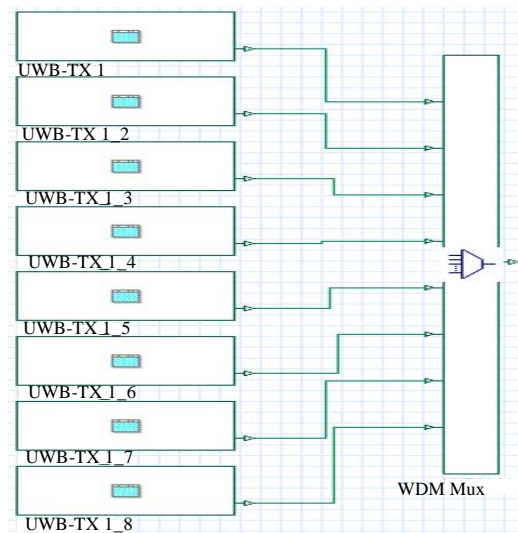 UWB-TX 1
UWB-TX 1_2
UWB-TX 1_3
UWB-TX 1_4
UWB-TX 1_5
UWB-TX 1_6
UWB-TX 1_7
WDM Mux
UWB-TX 1_8